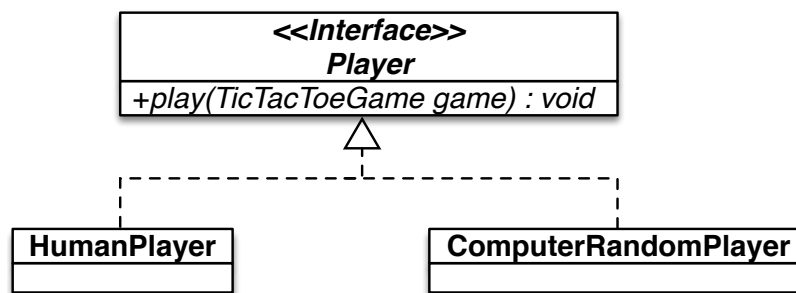 <<Interface>>
Player
+play(TicTacToeGame game) : void
HumanPlayer
ComputerRandomPlayer